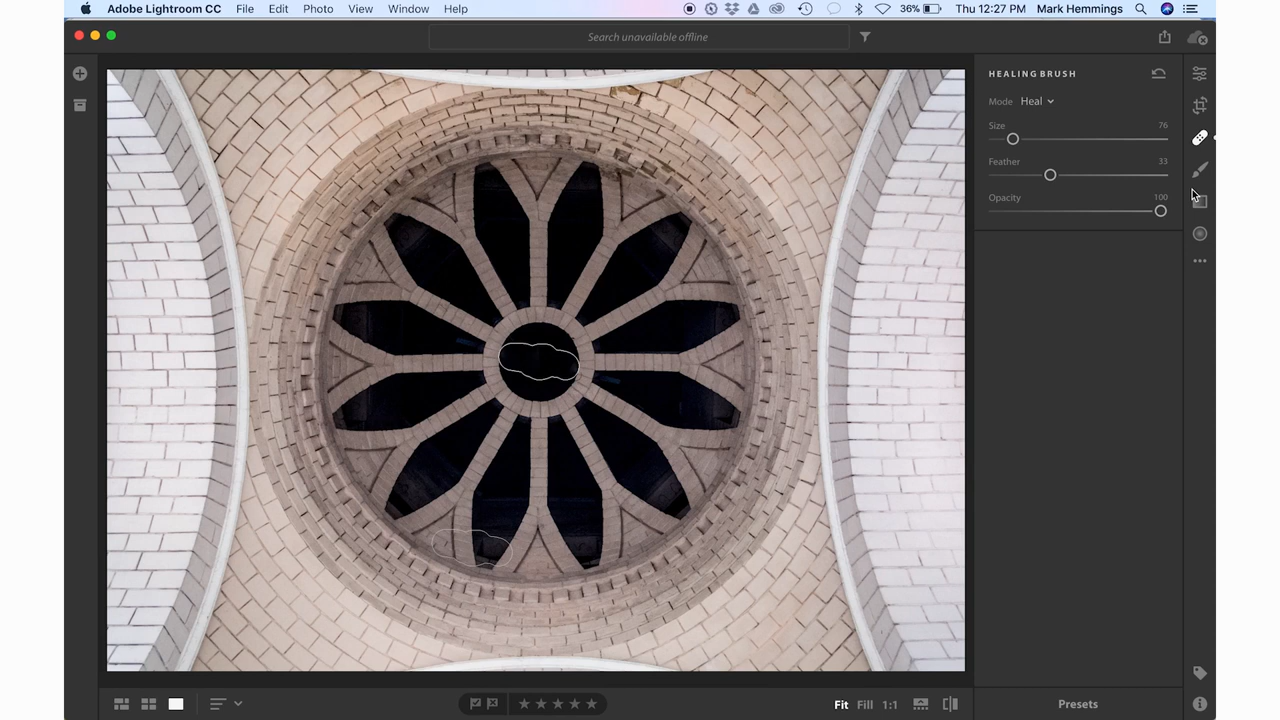 Adobe Lightroom CC File Edit Photo View Window Help 36% Thu 12:27 PM Mark Hemmings
Search unavailable offline
HEALING BRUSH
Mode Heal
Size 76
Feather 33
Opacity 100
Fit Fill 1:1 Presets